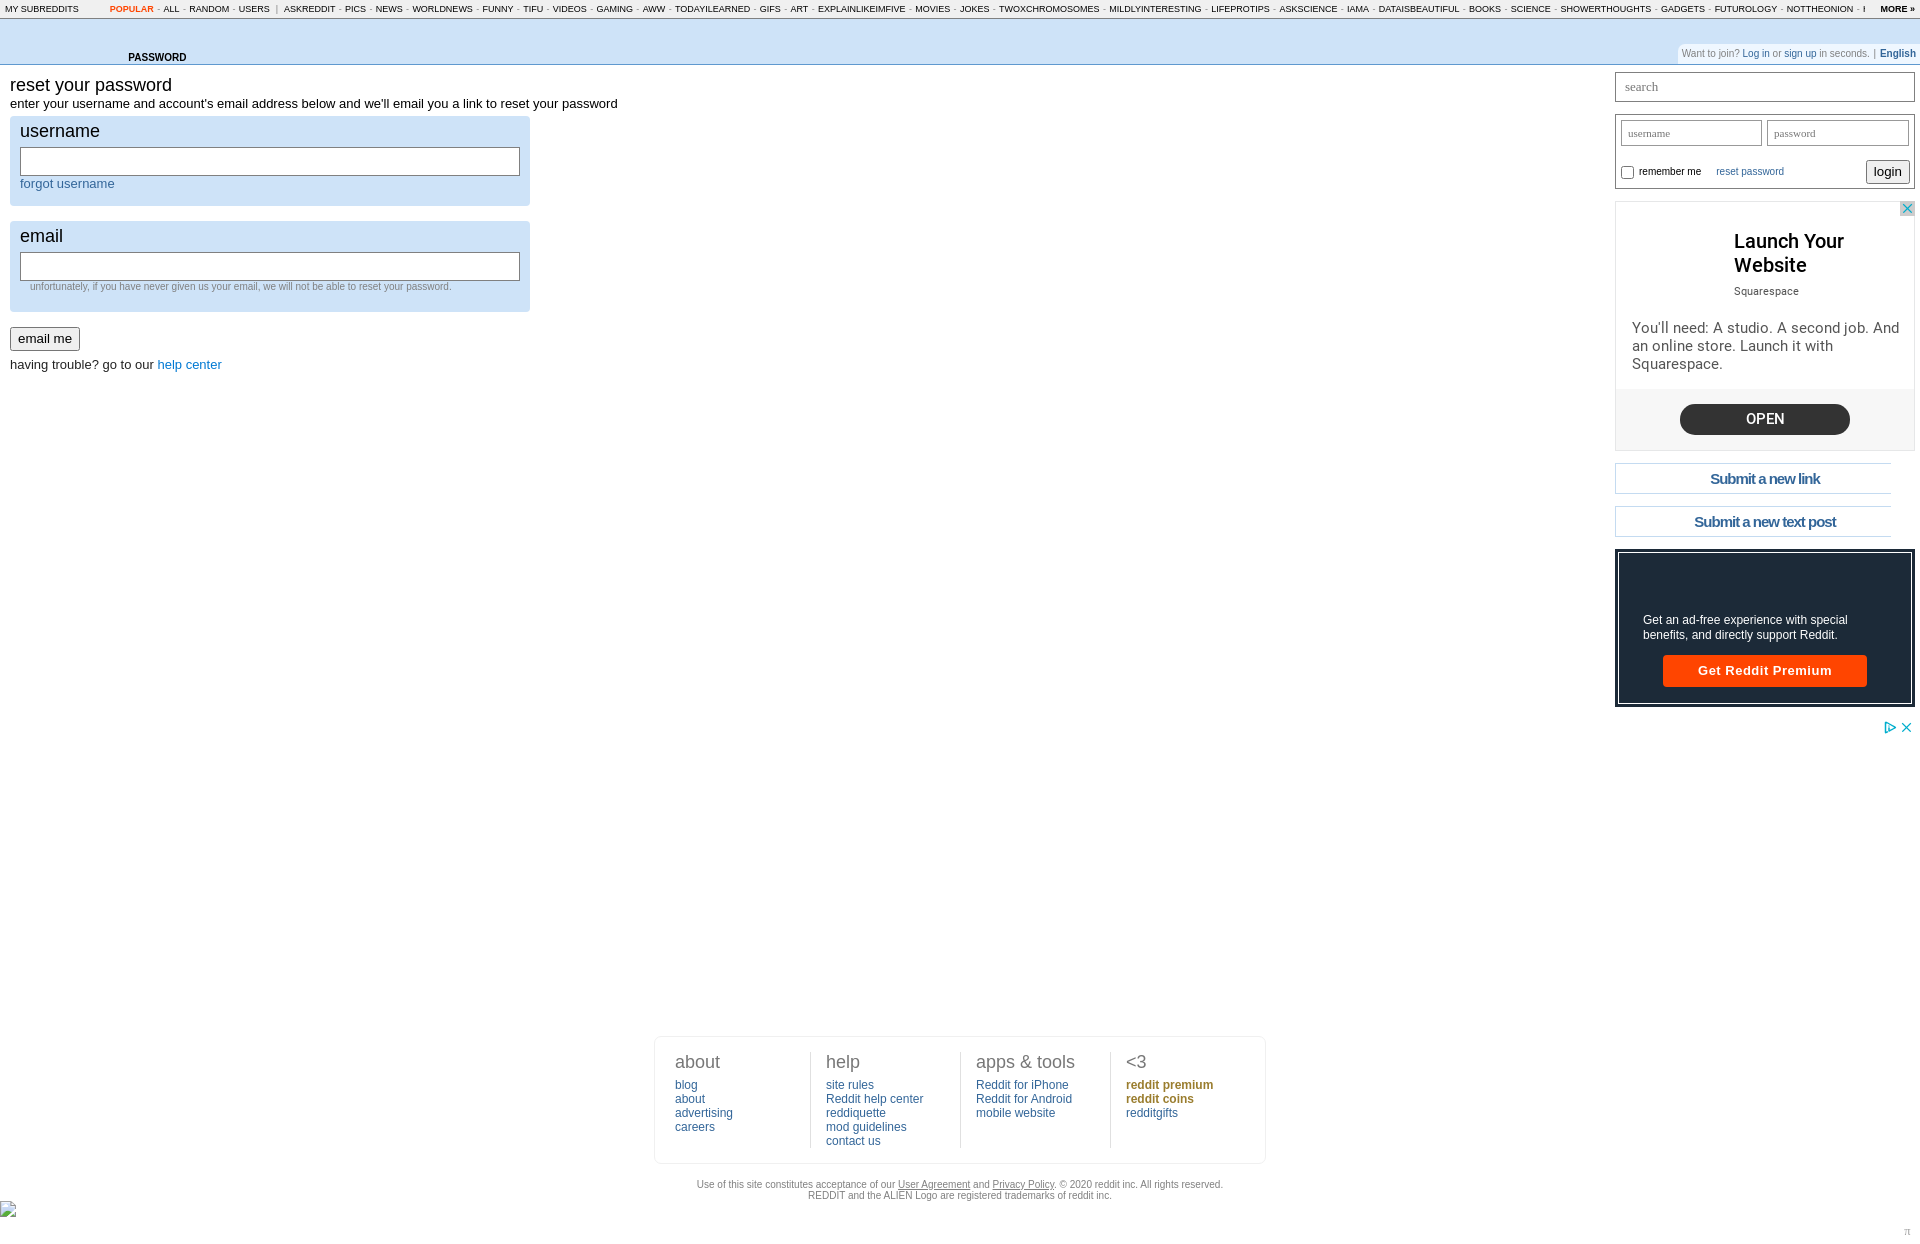 MY SUBREDDITS POPULAR - ALL - RANDOM - USERS | ASKREDDIT - PICS - NEWS - WORLDNEWS - FUNNY - TIFU - VIDEOS - GAMING - AWW - TODAYILEARNED - GIFS - ART - EXPLAINLIKEIMFIVE - MOVIES - JOKES - TWOXCHROMOSOMES - MILDLYINTERESTING - LIFEPROTIPS - ASKSCIENCE - IAMA - DATAISBEAUTIFUL - BOOKS - SCIENCE - SHOWERTHOUGHTS - GADGETS - FUTUROLOGY - NOTTHEONION - MORE »
PASSWORD
Want to join? Log in or sign up in seconds. | English
reset your password
enter your username and account's email address below and we'll email you a link to reset your password
username
forgot username
email
unfortunately, if you have never given us your email, we will not be able to reset your password.
email me
having trouble? go to our help center
search
username password
remember me reset password login
Launch Your
Website
Squarespace
You'll need: A studio. A second job. And
an online store. Launch it with
Squarespace.
OPEN
Submit a new link
Submit a new text post
Get an ad-free experience with special
benefits, and directly support Reddit.
Get Reddit Premium
about
blog
about
advertising
careers
help
site rules
Reddit help center
reddiquette
mod guidelines
contact us
apps & tools
Reddit for iPhone
Reddit for Android
mobile website
<3
reddit premium
reddit coins
redditgifts
Use of this site constitutes acceptance of our User Agreement and Privacy Policy. © 2020 reddit inc. All rights reserved.
REDDIT and the ALIEN Logo are registered trademarks of reddit inc.
π